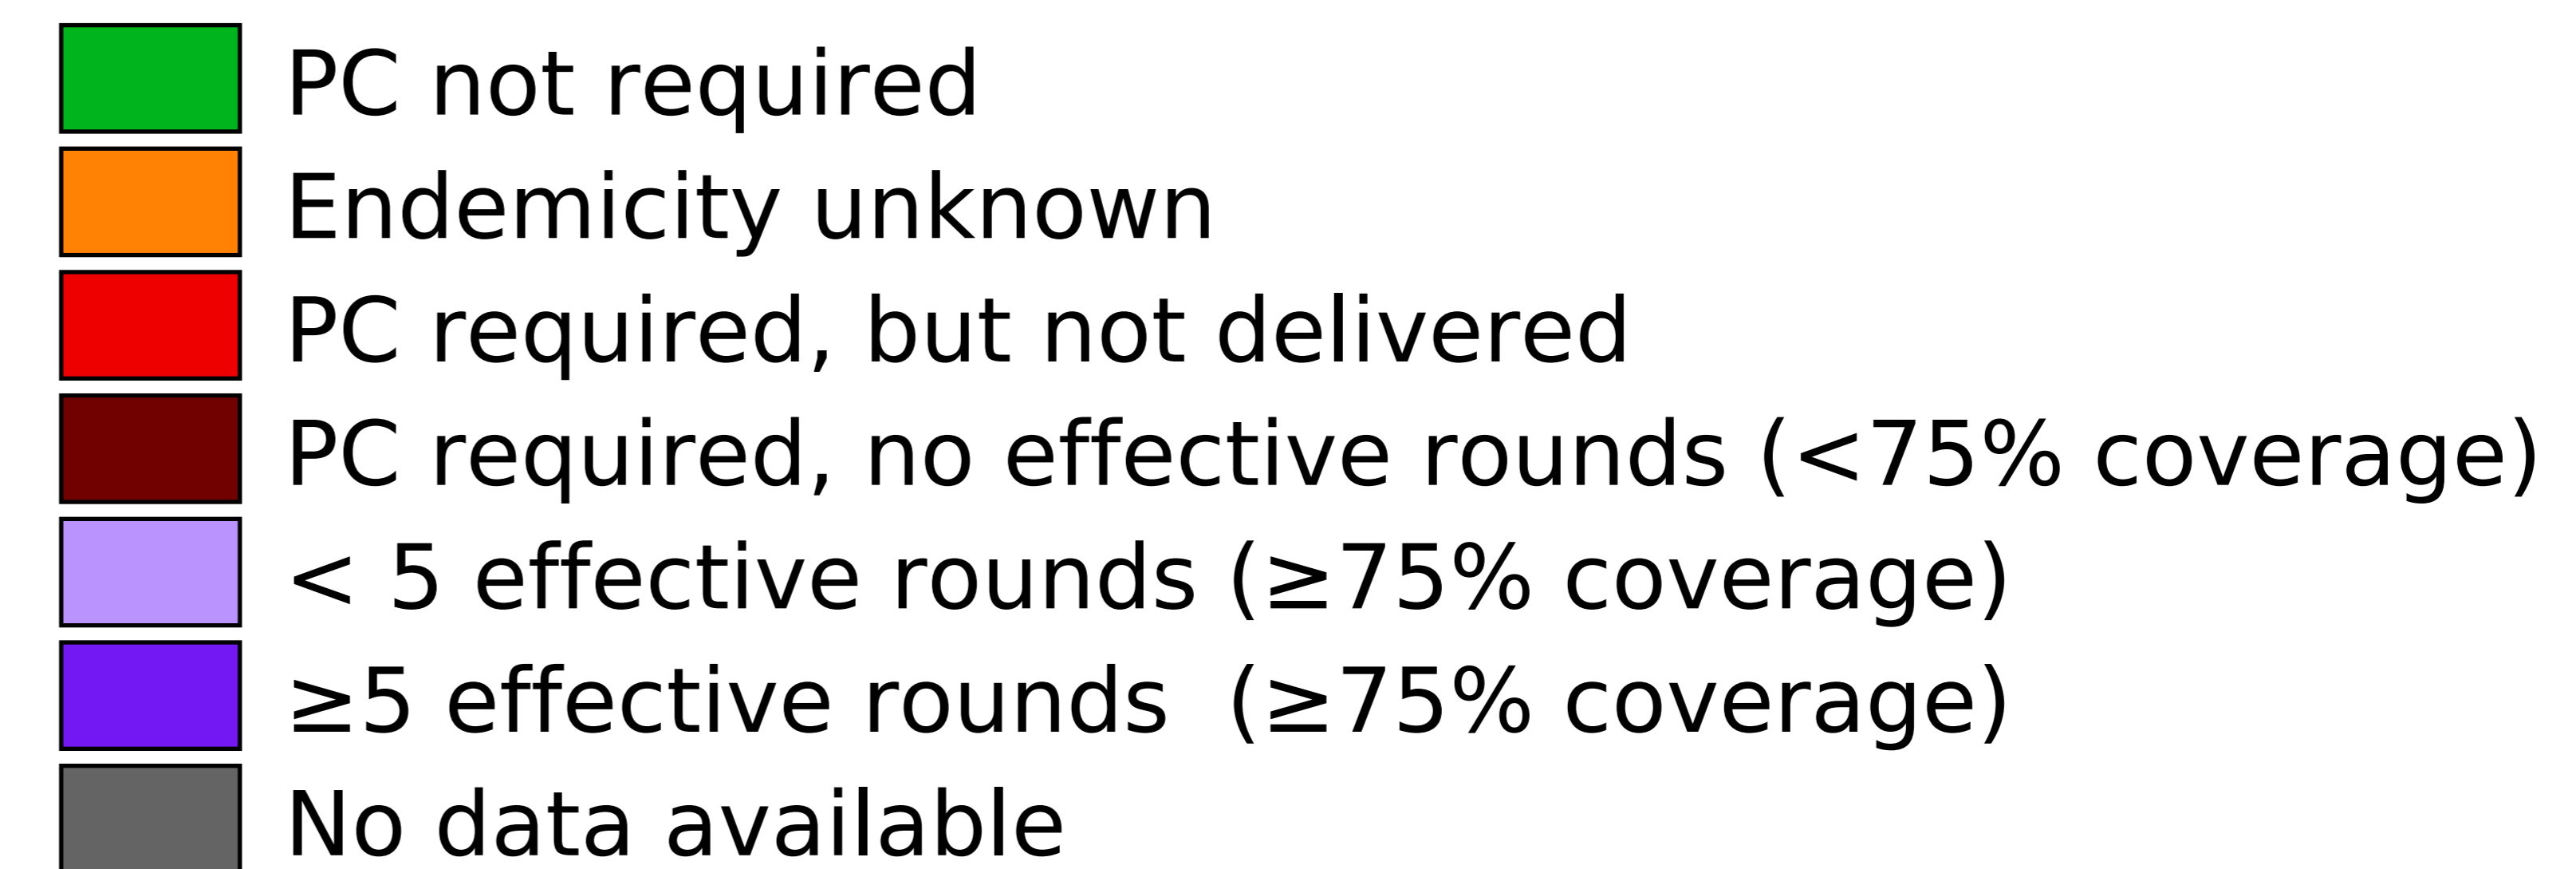 PC not required
Endemicity unknown
PC required, but not delivered
PC required, no effective rounds (<75% coverage)
< 5 effective rounds (≥75% coverage)
≥5 effective rounds  (≥75% coverage)
No data available